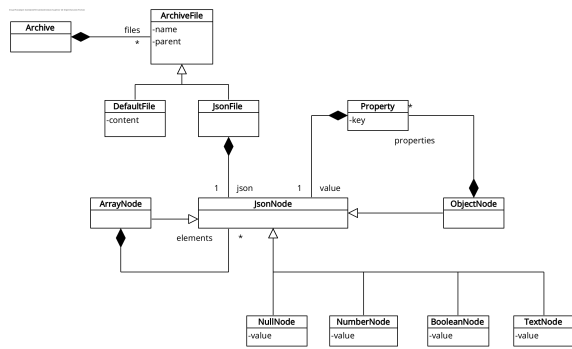 Archive
files
*
ArchiveFile
-name
-parent
DefaultFile
-content
JsonFile
Property
-key
*
properties
1 json
1 value
ArrayNode
JsonNode
ObjectNode
elements *
NullNode
-value
NumberNode
-value
BooleanNode
-value
TextNode
-value